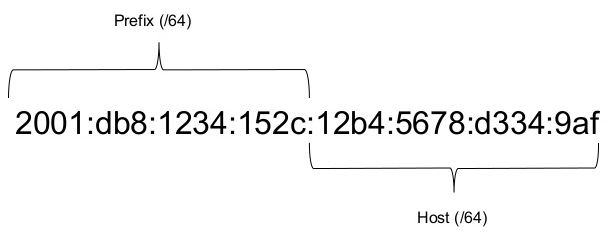 Prefix (/64)
2001:db8:1234:152c:12b4:5678:d334:9af
Host (/64)